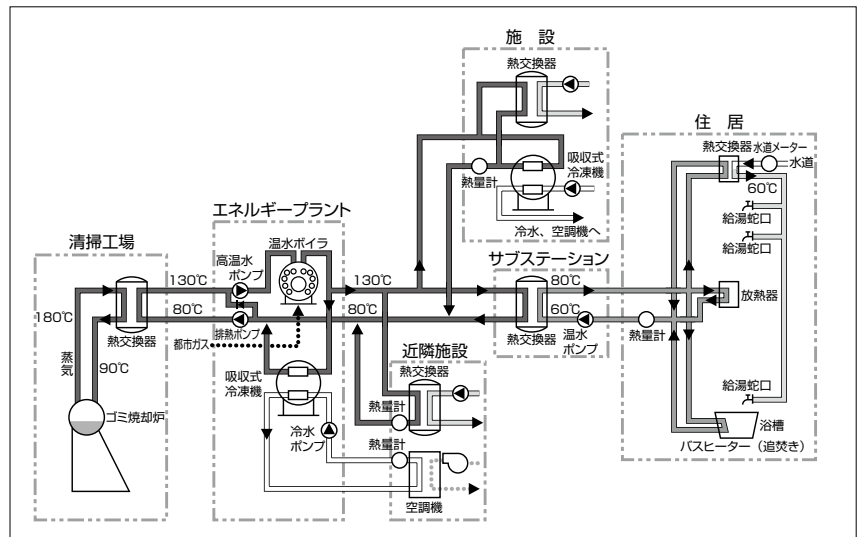 施 設
熱交換器
吸収式
冷凍機
熱量計
冷水、空調機へ
住 居
熱交換器
水道メーター
水道
60℃
給湯蛇口
給湯蛇口
放熱器
熱量計
給湯蛇口
浴槽
バスヒーター(追焚き)
サブステーション
80℃
60℃
熱交換器
温水
ポンプ
エネルギープラント
高温水
ポンプ
温水ボイラ
130℃
130℃
80℃
80℃
排熱ポンプ
都市ガス
吸収式
冷凍機
冷水
ポンプ
近隣施設
熱交換器
熱量計
熱量計
空調機
清掃工場
180℃
蒸気
90℃
熱交換器
ゴミ焼却炉